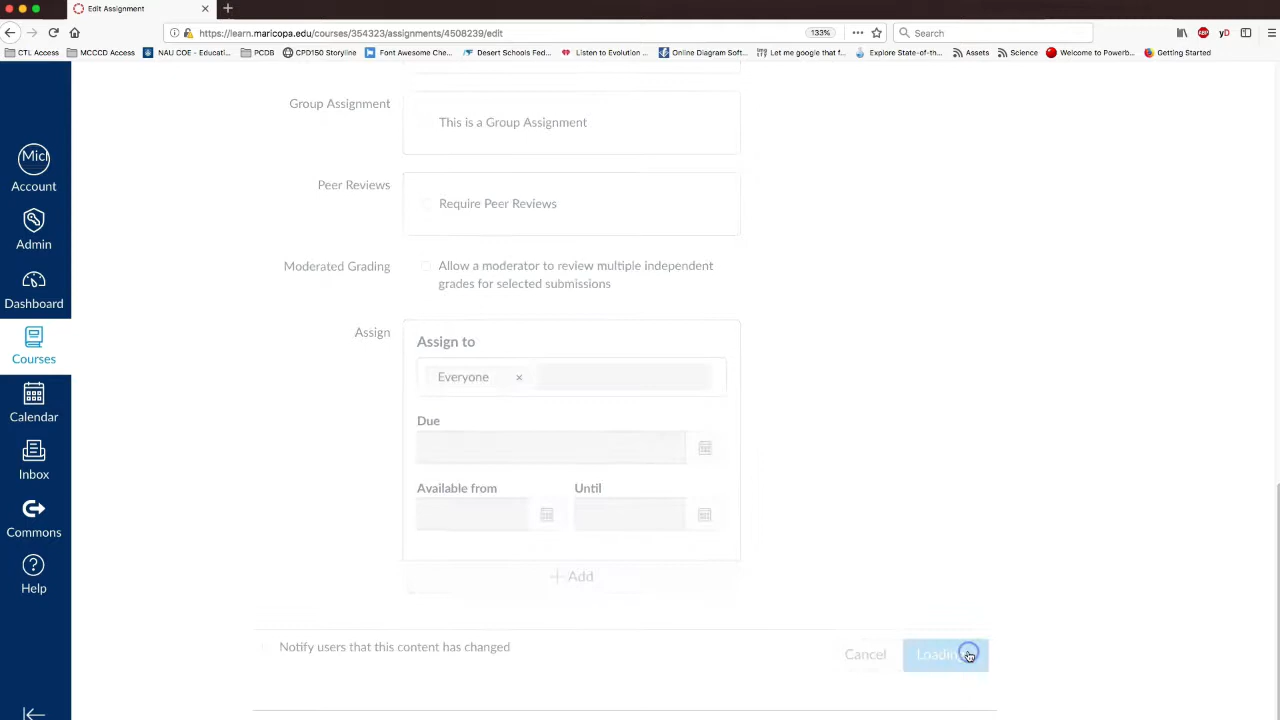 Edit Assignment
https://learn.maricopa.edu/courses/354323/assignments/4508239/edit
133%
Search
CTL Access
MCCCD Access
NAU UCDE - Educati...
PCDB
CPD150 Storyline
Font Awesome Che...
Desert Schools Fed...
Listen to Evolution ...
Online Diagram Soft...
Let me google that f...
Explore State-of-th...
Assets
Science
Welcome to Powerb...
Getting Started
Group Assignment
This is a Group Assignment
Peer Reviews
Require Peer Reviews
Moderated Grading
Allow a moderator to review multiple independent
grades for selected submissions
Assign
Assign to
Everyone
Due
Available from
Until
Add
Notify users that this content has changed
Cancel
Account
Admin
Dashboard
Courses
Calendar
Inbox
Commons
Help